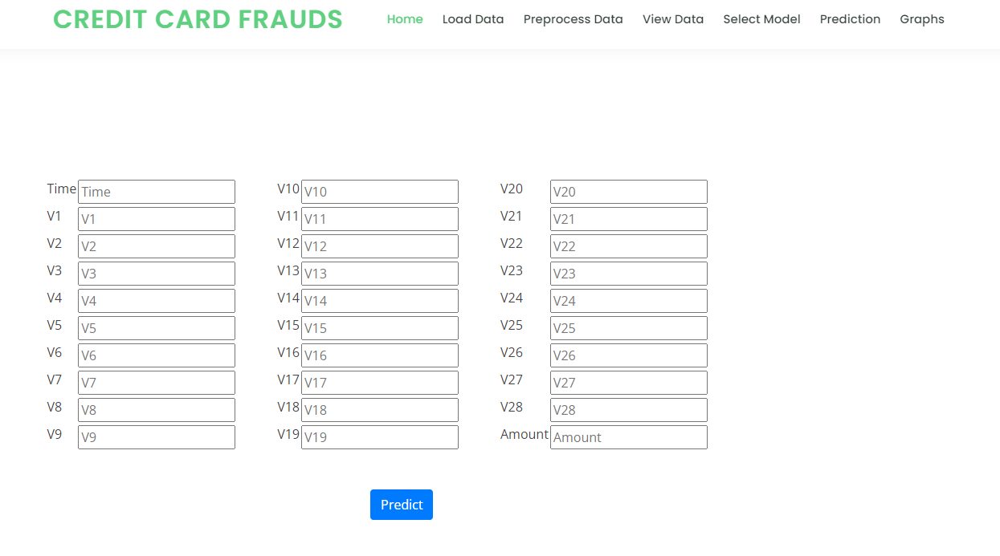 CREDIT CARD FRAUDS Home Load Data Preprocess Data View Data Select Model Prediction Graphs
Time Time V10 V10 V20 V20
V1 V1 V11 V11 V21 V21
V2 V2 V12 V12 V22 V22
V3 V3 V13 V13 V23 V23
V4 V4 V14 V14 V24 V24
V5 V5 V15 V15 V25 V25
V6 V6 V16 V16 V26 V26
V7 V7 V17 V17 V27 V27
V8 V8 V18 V18 V28 V28
V9 V9 V19 V19 Amount Amount
Predict